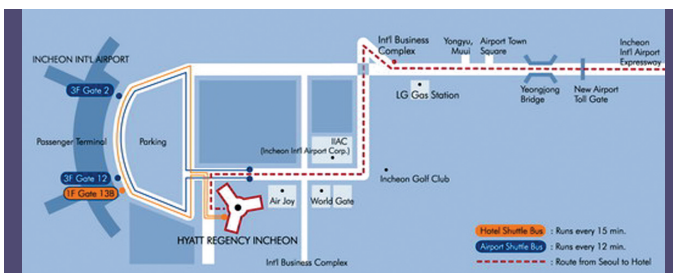 Int'l Business
Complex
Yongyu,
Muui
Airport Town
Square
Incheon
Int'l Airport
Expressway
INCHEON INT'L AIRPORT
3F Gate 2
LG Gas Station
Yeongjong
Bridge
New Airport
Toll Gate
Passenger Terminal
Parking
IIAC
(Incheon Int'l Airport Corp.)
3F Gate 12
1F Gate 13B
Incheon Golf Club
Air Joy
World Gate
HYATT REGENCY INCHEON
Int'l Business Complex
Hotel Shuttle Bus : Runs every 15 min.
Airport Shuttle Bus : Runs every 12 min.
: Route from Seoul to Hotel